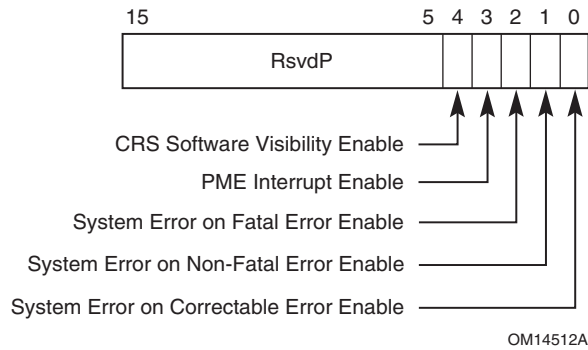 15 5 4 3 2 1 0
RsvdP
CRS Software Visibility Enable
PME Interrupt Enable
System Error on Fatal Error Enable
System Error on Non-Fatal Error Enable
System Error on Correctable Error Enable
OM14512A